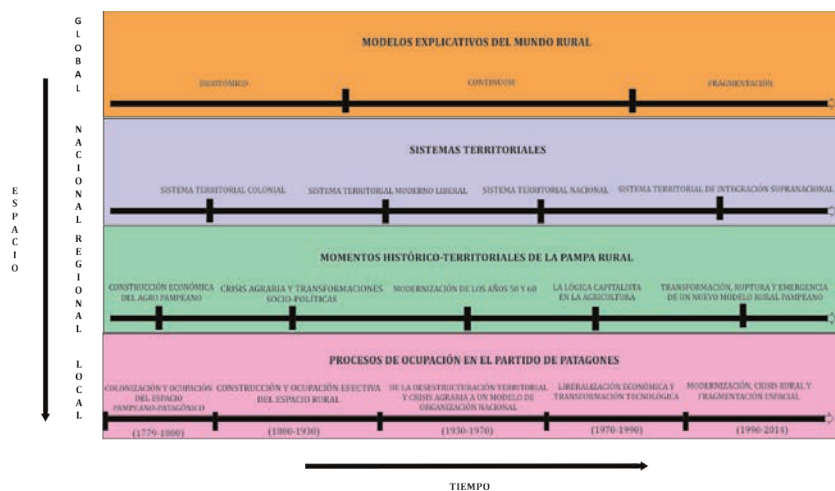 GLOBAL
MODELOS EXPLICATIVOS DEL MUNDO RURAL
DICOTÓMICO
CONTINUUM
FRAGMENTACIÓN
NACIONAL
SISTEMAS TERRITORIALES
SISTEMA TERRITORIAL COLONIAL
SISTEMA TERRITORIAL MODERNO LIBERAL
SISTEMA TERRITORIAL NACIONAL
SISTEMA TERRITORIAL DE INTEGRACIÓN SUPRANACIONAL
ESPACIO
REGIONAL
MOMENTOS HISTÓRICO-TERRITORIALES DE LA PAMPA RURAL
CONSTRUCCIÓN ECONÓMICA
DEL AGRO PAMPEANO
CRISIS AGRARIA Y TRANSFORMACIONES
SOCIO-POLÍTICAS
MODERNIZACIÓN DE LOS AÑOS 50 Y 60
LA LÓGICA CAPITALISTA
EN LA AGRICULTURA
TRANSFORMACIÓN, RUPTURA Y EMERGENCIA
DE UN NUEVO MODELO RURAL PAMPEANO
LOCAL
PROCESOS DE OCUPACIÓN EN EL PARTIDO DE PATAGONES
COLONIZACIÓN Y OCUPACIÓN
DEL ESPACIO
PAMPEANO-PATAGÓNICO
(1779-1880)
CONSTRUCCIÓN Y OCUPACIÓN EFECTIVA
DEL ESPACIO RURAL
(1880-1930)
DE LA DESESTRUCTURACIÓN TERRITORIAL
Y CRISIS AGRARIA A UN MODELO DE
ORGANIZACIÓN NACIONAL
(1930-1970)
LIBERALIZACIÓN ECONÓMICA Y
TRANSFORMACIÓN TECNOLÓGICA
(1970-1990)
MODERNIZACIÓN, CRISIS RURAL Y
FRAGMENTACIÓN ESPACIAL
(1990-2014)
TIEMPO